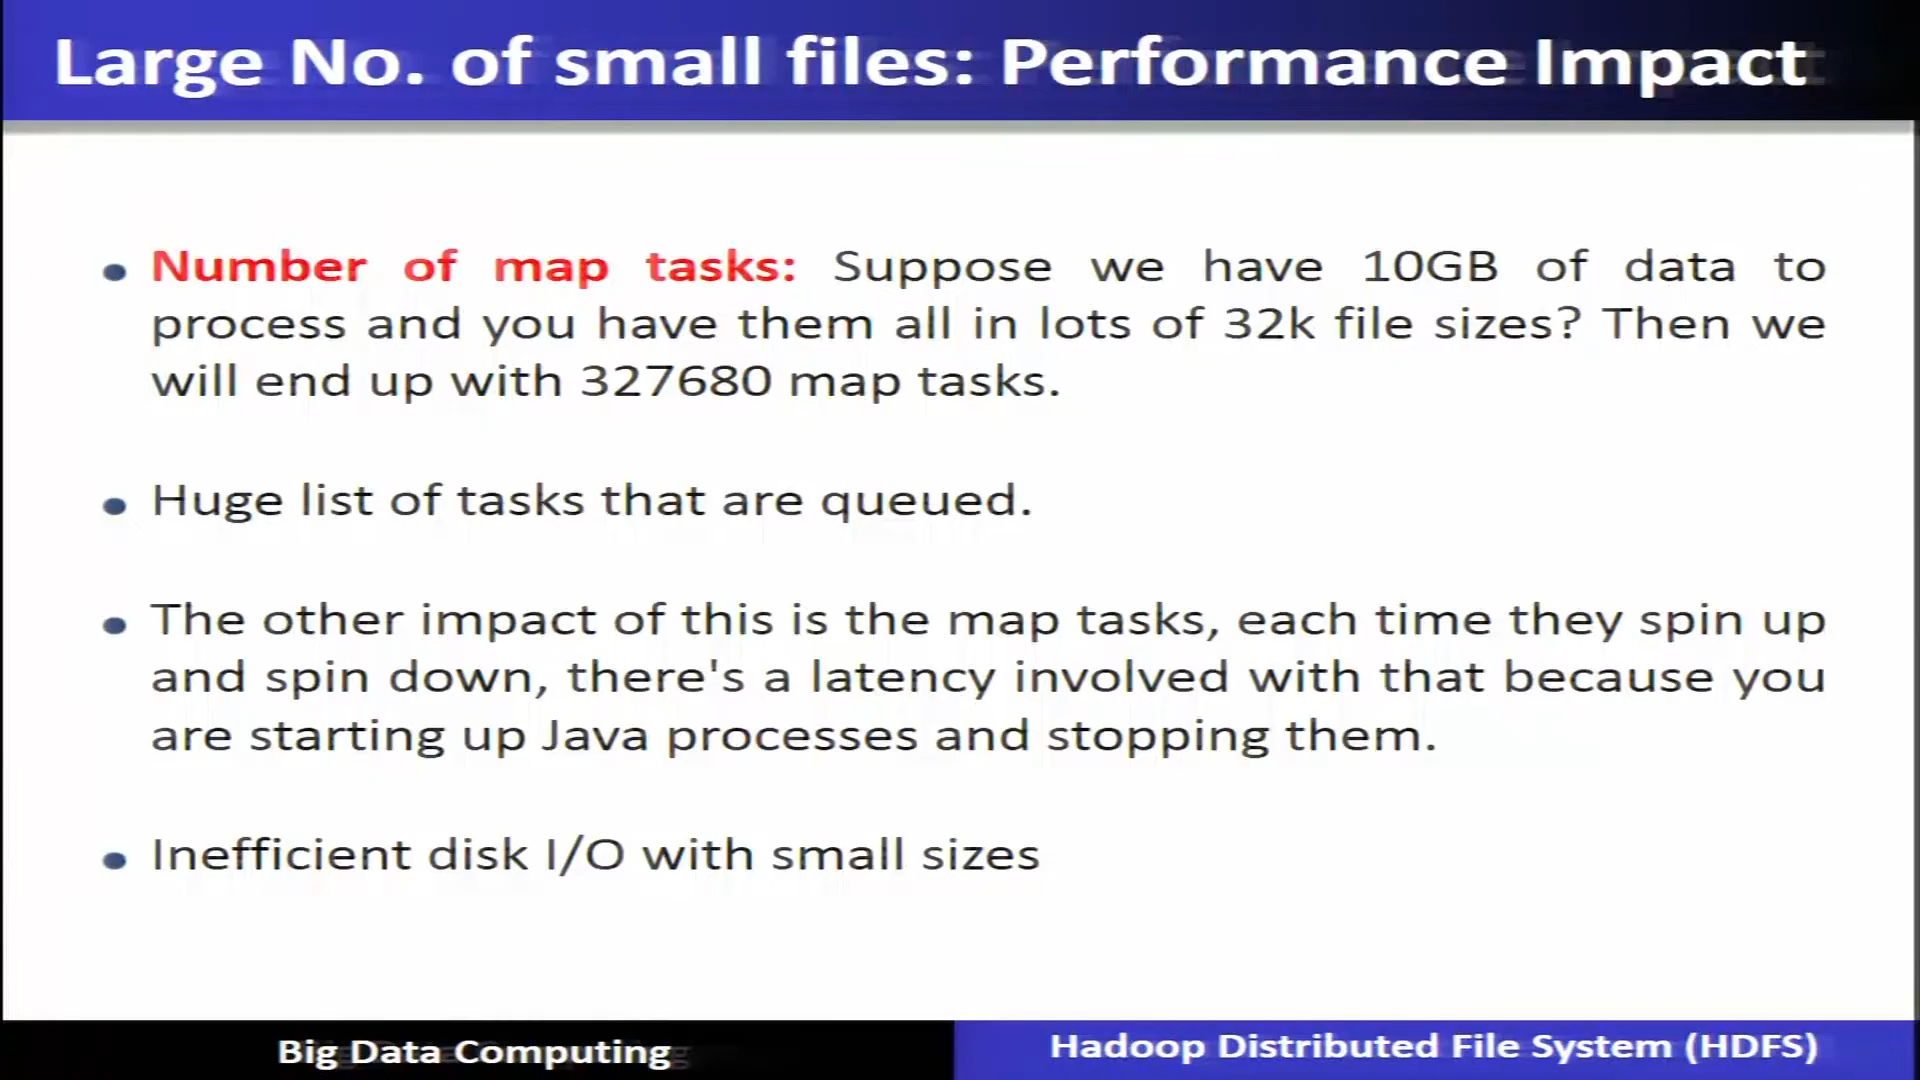 Large No. of small files: Performance Impact
Number of map tasks: Suppose we have 10GB of data to
process and you have them all in lots of 32k file sizes? Then we
will end up with 327680 map tasks.
Huge list of tasks that are queued.
The other impact of this is the map tasks, each time they spin up
and spin down, there's a latency involved with that because you
are starting up Java processes and stopping them.
Inefficient disk I/O with small sizes
Big Data Computing
Hadoop Distributed File System (HDFS)